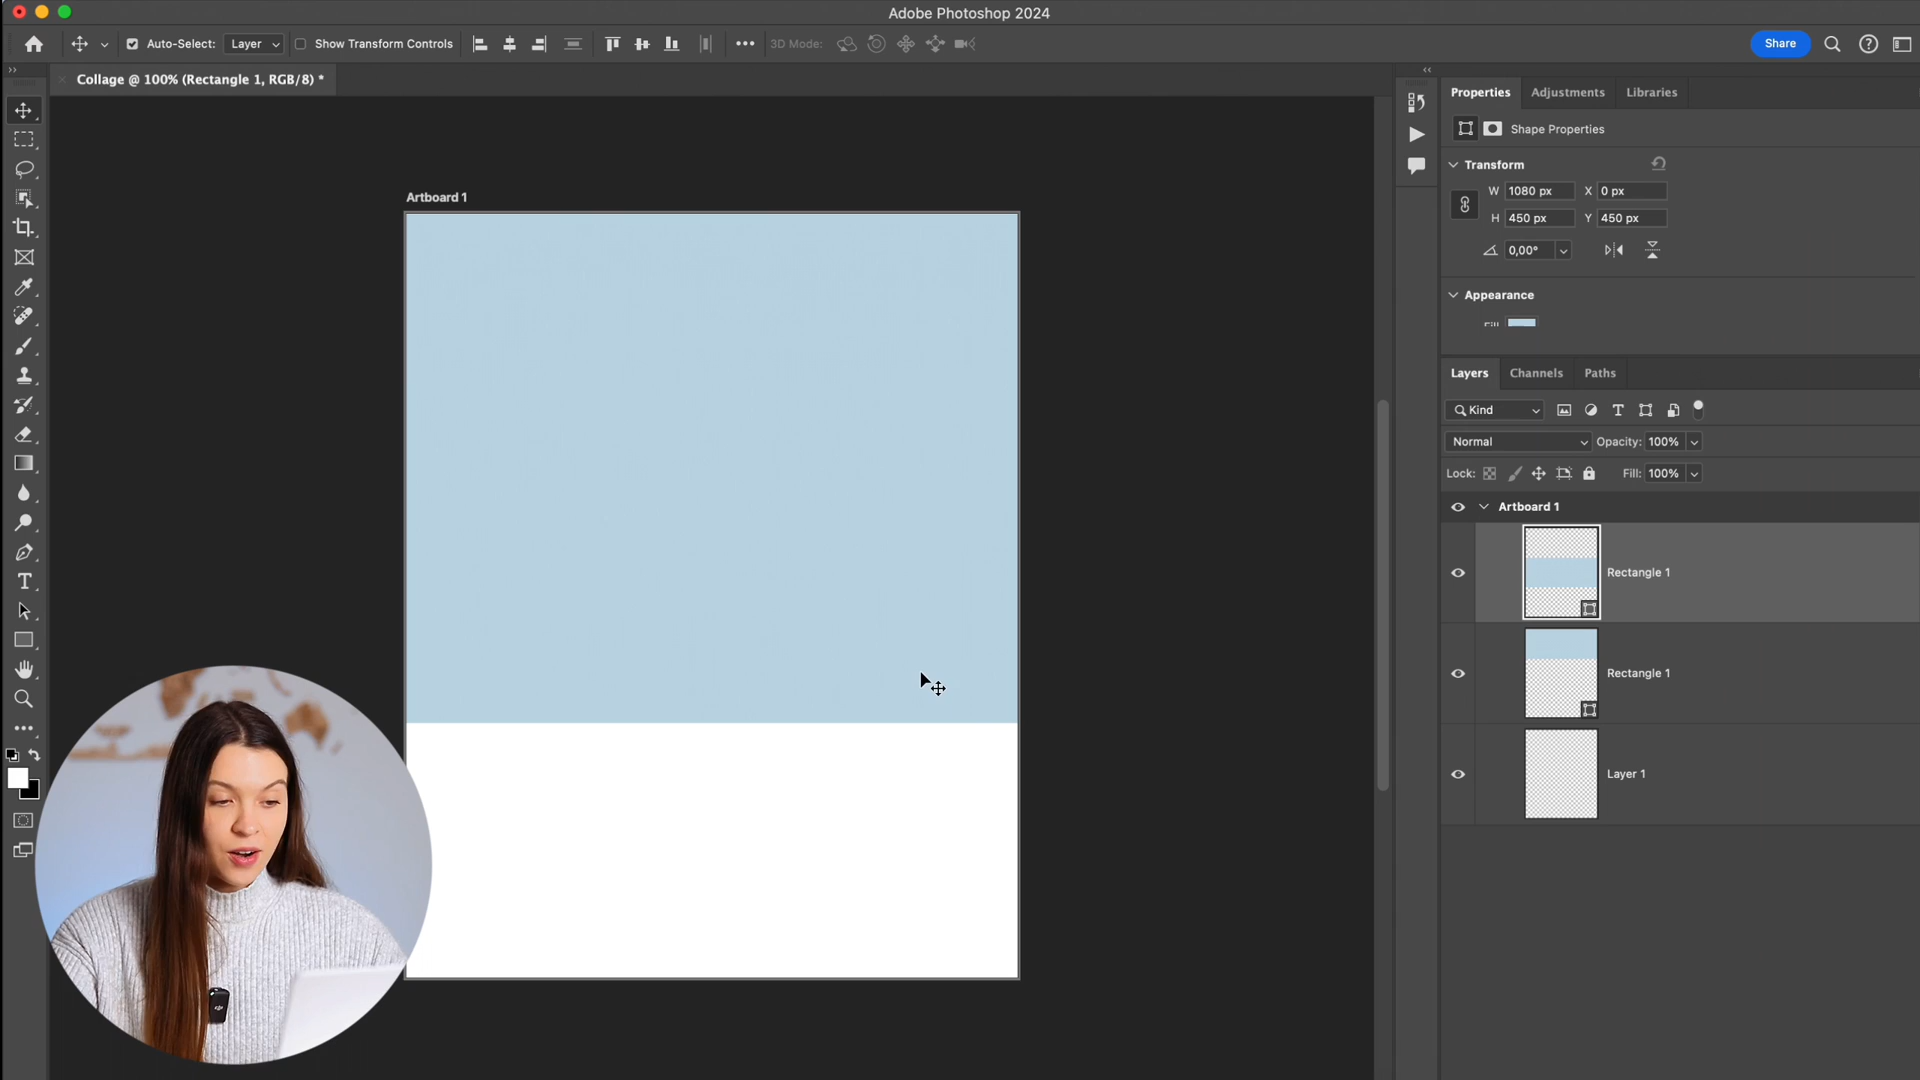 Adobe Photoshop 2024
Auto-Select: Layer Show Transform Controls 3D Mode: Share
Collage @ 100% (Rectangle 1, RGB/8) *
Properties Adjustments Libraries
Shape Properties
Transform
W 1080 px X 0 px
H 450 px Y 450 px
0,00°
Appearance
Fill
Artboard 1
Layers Channels Paths
Kind
Normal Opacity: 100%
Lock: Fill: 100%
Artboard 1
Rectangle 1
Rectangle 1
Layer 1